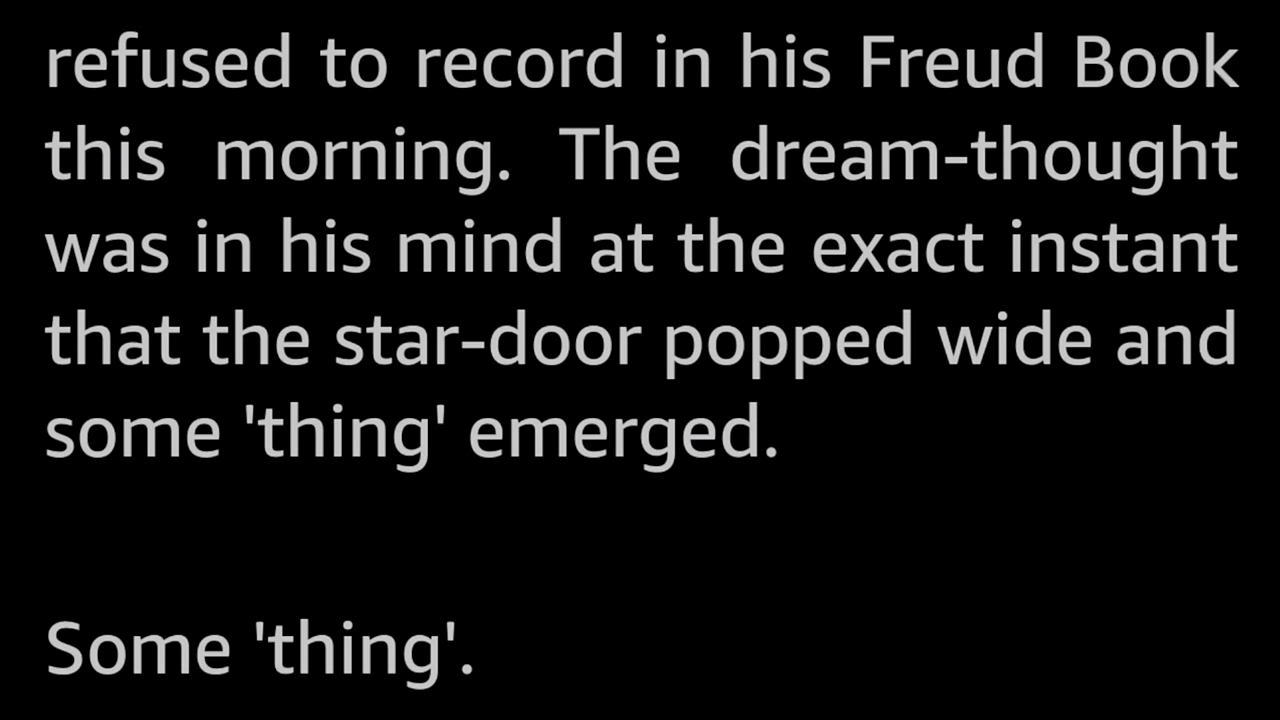 refused to record in his Freud Book
this morning. The dream-thought
was in his mind at the exact instant
that the star-door popped wide and
some 'thing' emerged.
Some 'thing'.